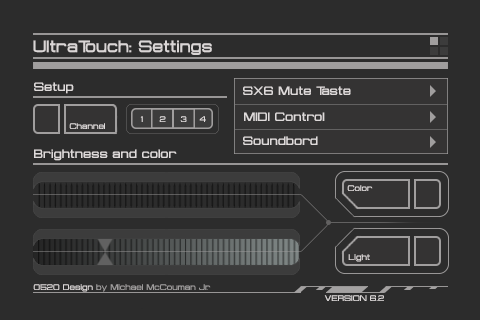 UltraTouch: Settings
Setup
Channel
1 2 3 4
SX6 Mute Taste
MIDI Control
Soundbord
Brightness and color
Color
Light
0520 Design by Michael McCouman Jr
VERSION 6.2